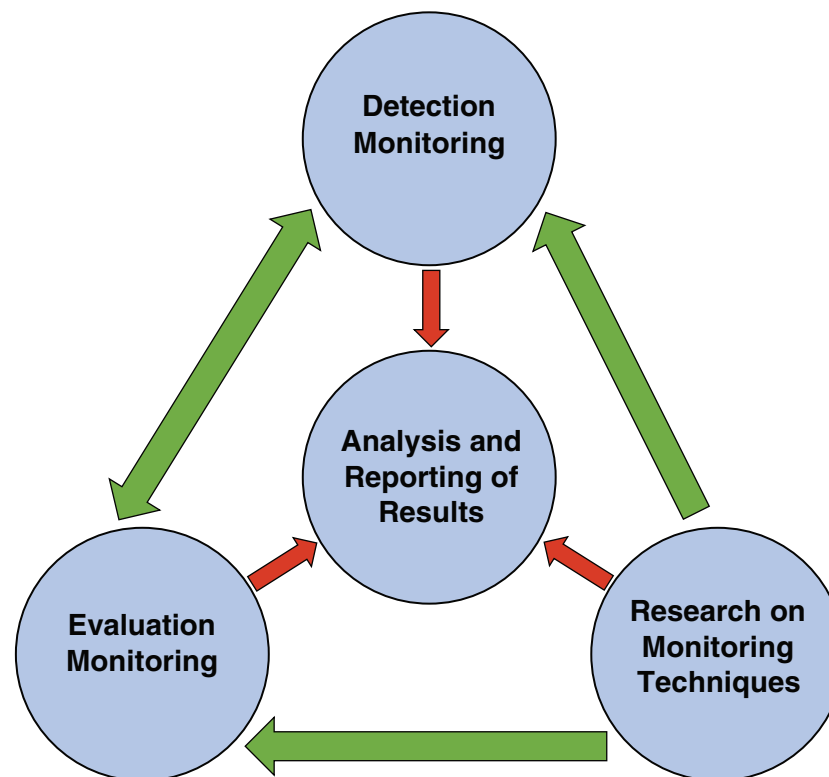 Detection
Monitoring
Analysis and
Reporting of
Results
Evaluation
Monitoring
Research on
Monitoring
Techniques